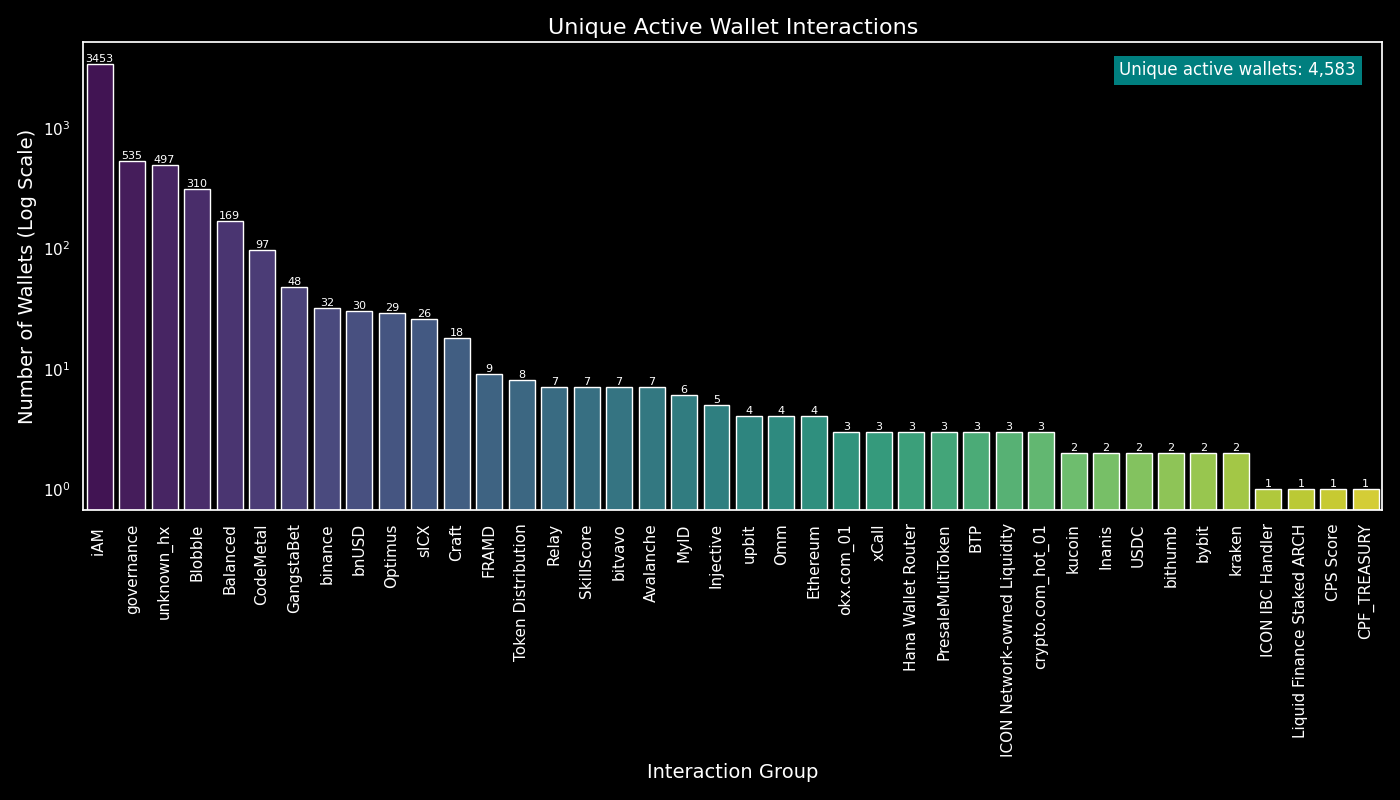 Unique Active Wallet Interactions
Unique active wallets: 4,583
Number of Wallets (Log Scale)
10³
10²
10¹
10⁰
3453
535
497
310
169
97
48
32
30
29
26
18
9
8
7
7
7
7
6
5
4
4
4
3
3
3
3
3
3
3
2
2
2
2
2
2
1
1
1
1
iAM
governance
unknown_hx
Blobble
Balanced
CodeMetal
GangstaBet
binance
bnUSD
Optimus
sICX
Craft
FRAMD
Token Distribution
Relay
SkillScore
bitvavo
Avalanche
MyID
Injective
upbit
Omm
Ethereum
okx.com_01
xCall
Hana Wallet Router
PresaleMultiToken
BTP
ICON Network-owned Liquidity
crypto.com_hot_01
kucoin
Inanis
USDC
bithumb
bybit
kraken
ICON IBC Handler
Liquid Finance Staked ARCH
CPS Score
CPF_TREASURY
Interaction Group